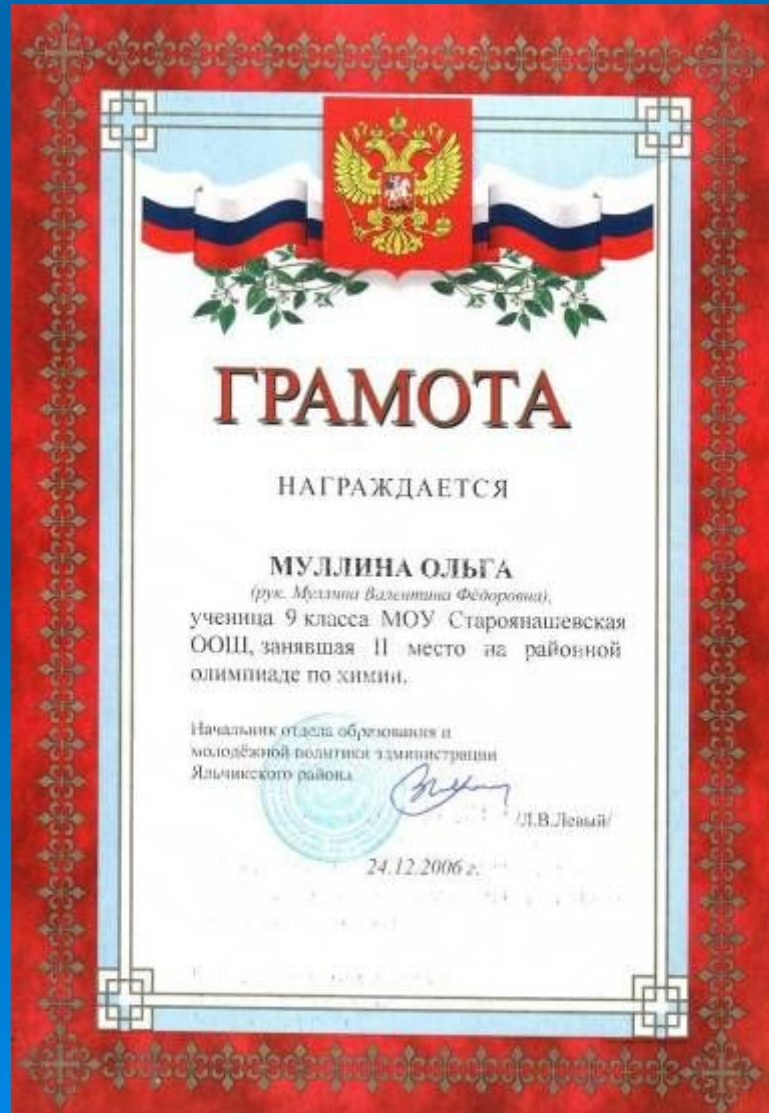 ГРАМОТА
НАГРАЖДАЕТСЯ
МУЛЛИНА ОЛЬГА
(рук. Муллина Валентина Фёдоровна),
ученица 9 класса МОУ Староянашевская
ООШ, занявшая II место на районной
олимпиаде по химии.
Начальник отдела образования и
молодёжной политики администрации
Яльчикского района
/Л.В.Левый/
24.12.2006 г.